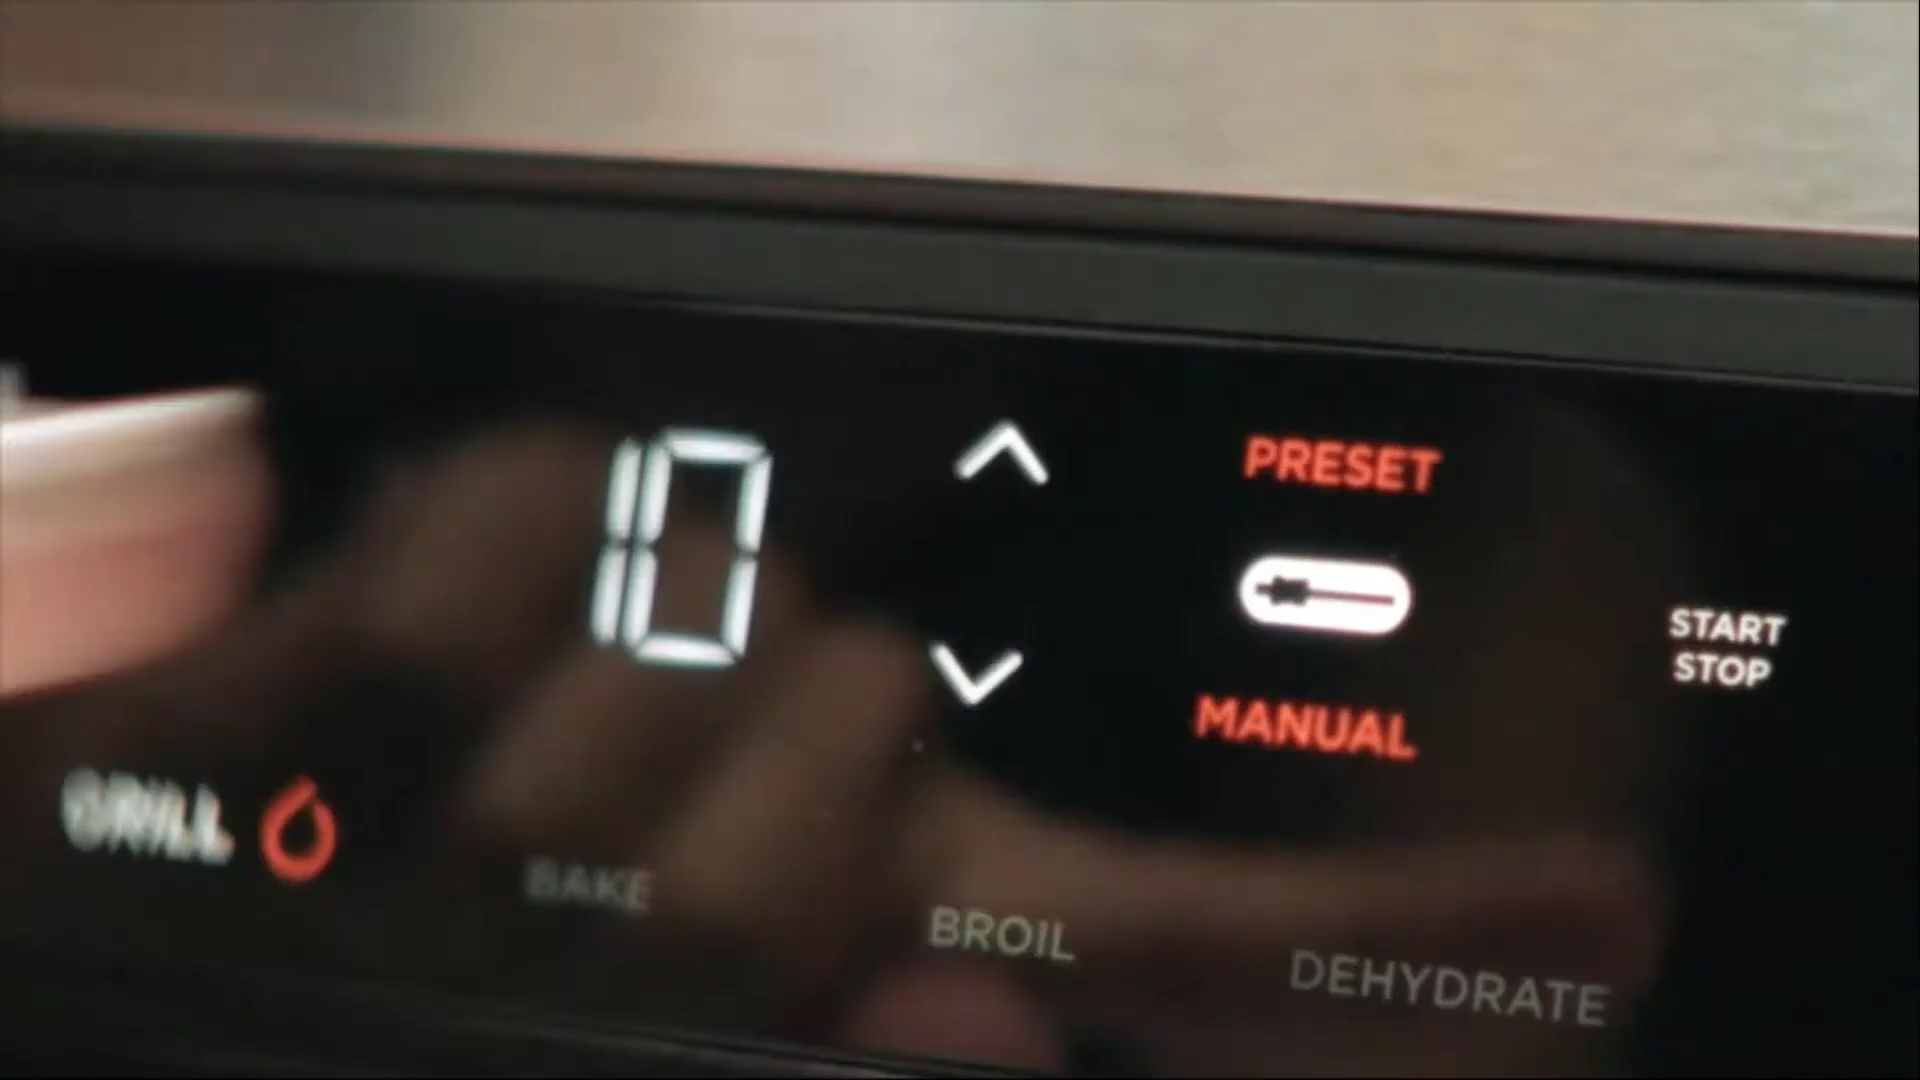 10
PRESET
MANUAL
START
STOP
GRILL
BAKE
BROIL
DEHYDRATE